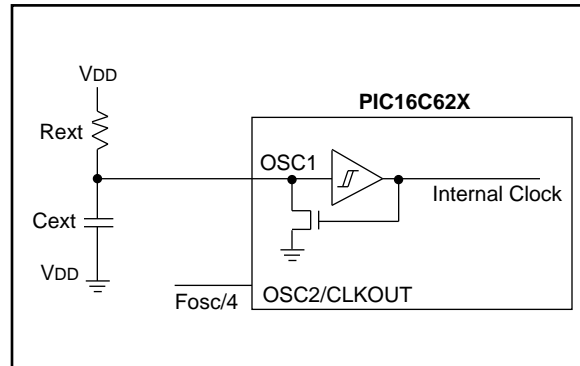 VDD
PIC16C62X
Rext
OSC1
Internal Clock
Cext
VDD
Fosc/4
OSC2/CLKOUT